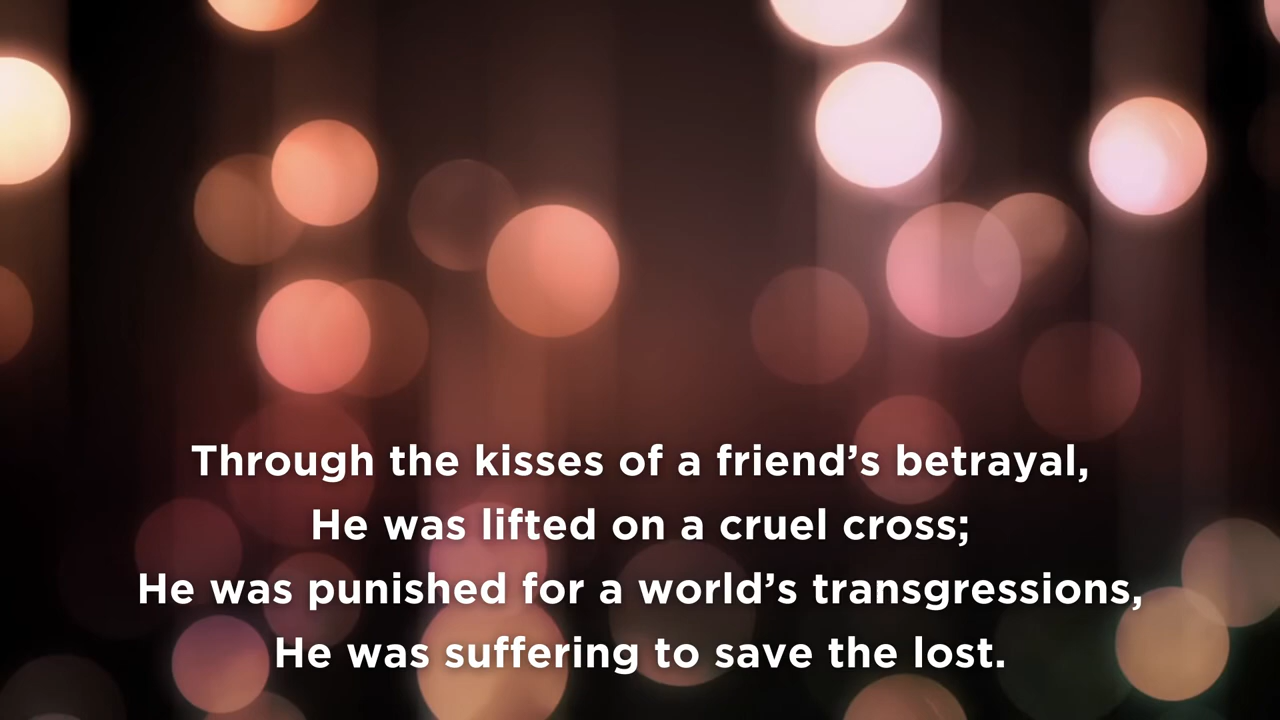 Through the kisses of a friend’s betrayal,
He was lifted on a cruel cross;
He was punished for a world’s transgressions,
He was suffering to save the lost.